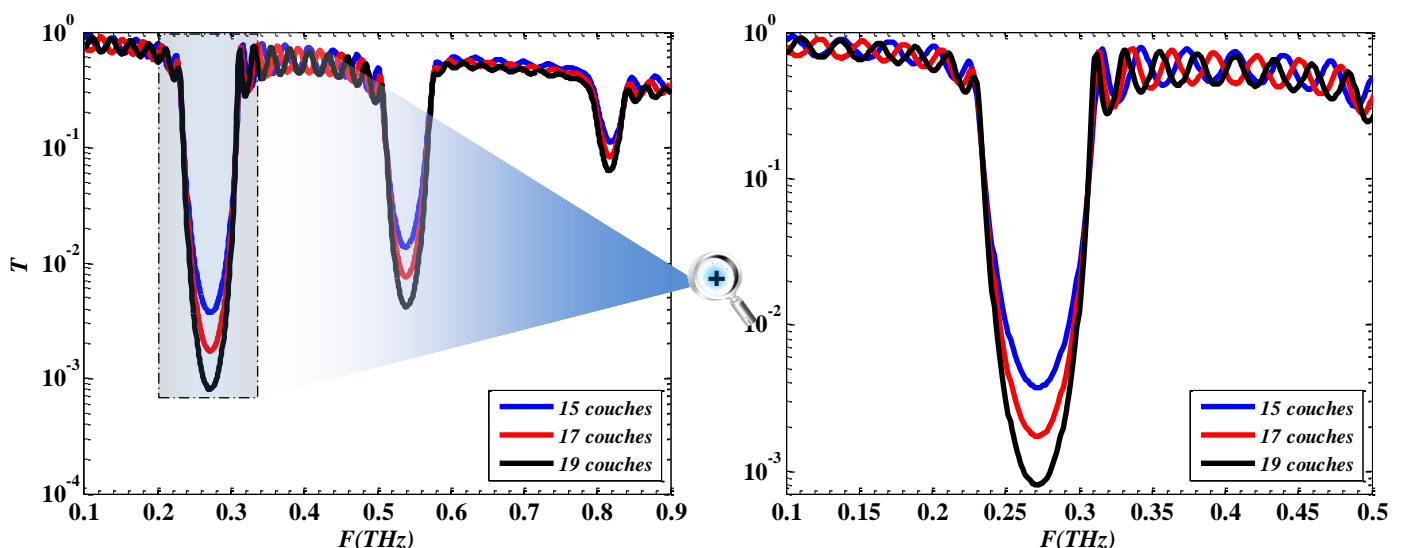 10^0
10^-1
10^-2
10^-3
10^-4
T
0.1 0.2 0.3 0.4 0.5 0.6 0.7 0.8 0.9
F(THz)
15 couches
17 couches
19 couches
10^0
10^-1
10^-2
10^-3
0.1 0.15 0.2 0.25 0.3 0.35 0.4 0.45 0.5
F(THz)
15 couches
17 couches
19 couches